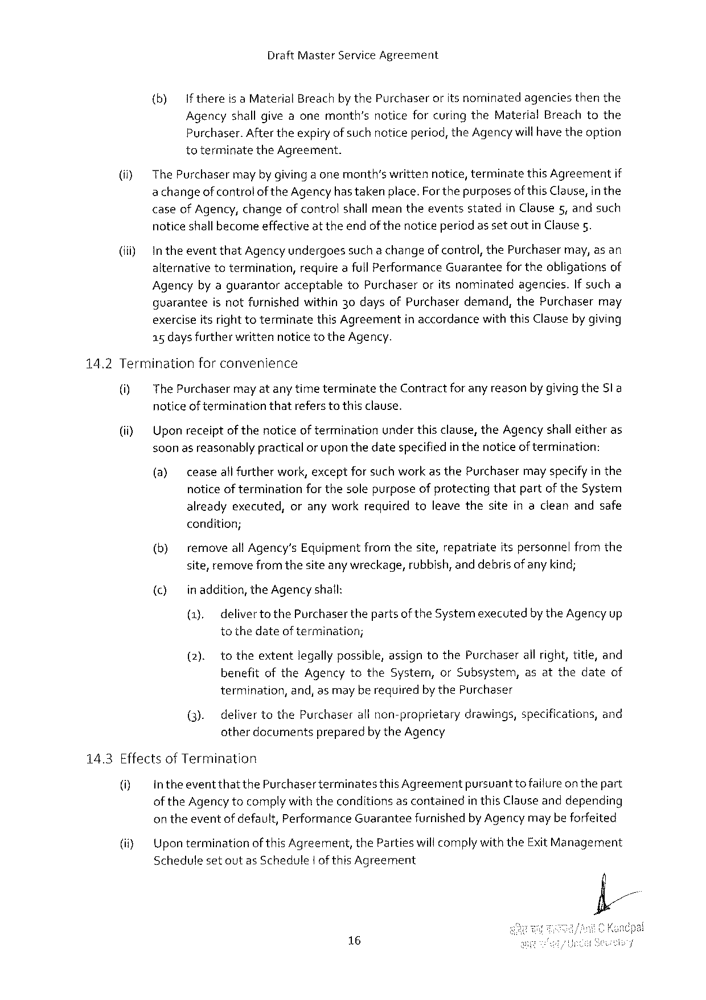 Draft Master Service Agreement
(b) If there is a Material Breach by the Purchaser or its nominated agencies then the
Agency shall give a one month's notice for curing the Material Breach to the
Purchaser. After the expiry of such notice period, the Agency will have the option
to terminate the Agreement.
(ii) The Purchaser may by giving a one month's written notice, terminate this Agreement if
a change of control of the Agency has taken place. For the purposes of this Clause, in the
case of Agency, change of control shall mean the events stated in Clause 5, and such
notice shall become effective at the end of the notice period as set out in Clause 5.
(iii) In the event that Agency undergoes such a change of control, the Purchaser may, as an
alternative to termination, require a full Performance Guarantee for the obligations of
Agency by a guarantor acceptable to Purchaser or its nominated agencies. If such a
guarantee is not furnished within 30 days of Purchaser demand, the Purchaser may
exercise its right to terminate this Agreement in accordance with this Clause by giving
15 days further written notice to the Agency.
14.2 Termination for convenience
(i) The Purchaser may at any time terminate the Contract for any reason by giving the SI a
notice of termination that refers to this clause.
(ii) Upon receipt of the notice of termination under this clause, the Agency shall either as
soon as reasonably practical or upon the date specified in the notice of termination:
(a) cease all further work, except for such work as the Purchaser may specify in the
notice of termination for the sole purpose of protecting that part of the System
already executed, or any work required to leave the site in a clean and safe
condition;
(b) remove all Agency's Equipment from the site, repatriate its personnel from the
site, remove from the site any wreckage, rubbish, and debris of any kind;
(c) in addition, the Agency shall:
(1). deliver to the Purchaser the parts of the System executed by the Agency up
to the date of termination;
(2). to the extent legally possible, assign to the Purchaser all right, title, and
benefit of the Agency to the System, or Subsystem, as at the date of
termination, and, as may be required by the Purchaser
(3). deliver to the Purchaser all non-proprietary drawings, specifications, and
other documents prepared by the Agency
14.3 Effects of Termination
(i) In the event that the Purchaser terminates this Agreement pursuant to failure on the part
of the Agency to comply with the conditions as contained in this Clause and depending
on the event of default, Performance Guarantee furnished by Agency may be forfeited
(ii) Upon termination of this Agreement, the Parties will comply with the Exit Management
Schedule set out as Schedule I of this Agreement
/Anil C Kandpal
/Under Secretary
16